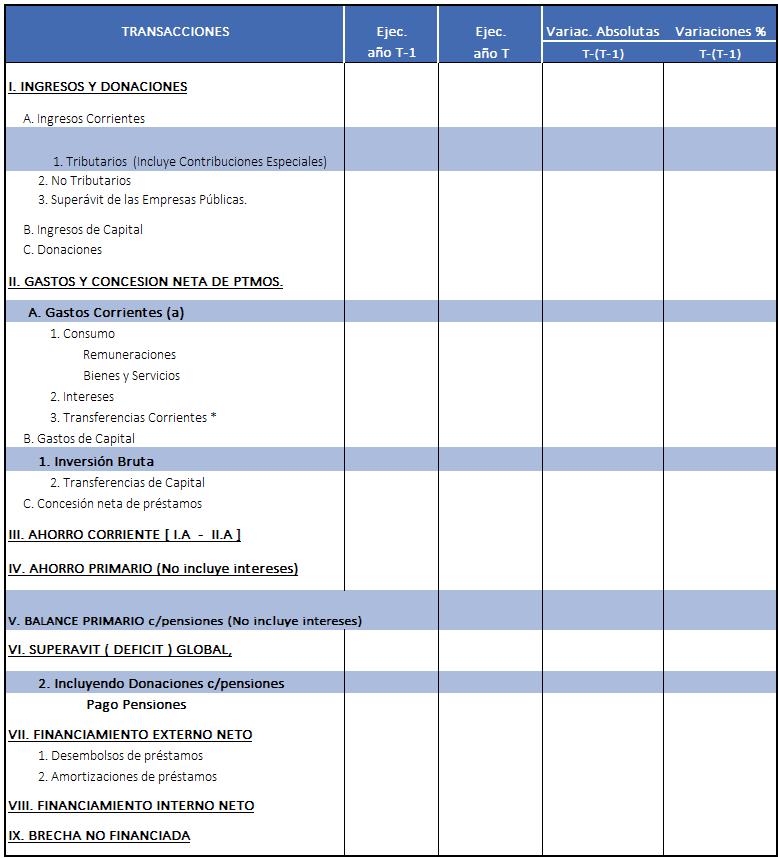 TRANSACCIONES
Ejec.
año T-1
Ejec.
año T
Variac. Absolutas
T-(T-1)
Variaciones %
T-(T-1)
I. INGRESOS Y DONACIONES
A. Ingresos Corrientes
1. Tributarios (Incluye Contribuciones Especiales)
2. No Tributarios
3. Superávit de las Empresas Públicas.
B. Ingresos de Capital
C. Donaciones
II. GASTOS Y CONCESION NETA DE PTMOS.
A. Gastos Corrientes (a)
1. Consumo
Remuneraciones
Bienes y Servicios
2. Intereses
3. Transferencias Corrientes *
B. Gastos de Capital
1. Inversión Bruta
2. Transferencias de Capital
C. Concesión neta de préstamos
III. AHORRO CORRIENTE [ I.A - II.A ]
IV. AHORRO PRIMARIO (No incluye intereses)
V. BALANCE PRIMARIO c/pensiones (No incluye intereses)
VI. SUPERAVIT ( DEFICIT ) GLOBAL,
2. Incluyendo Donaciones c/pensiones
Pago Pensiones
VII. FINANCIAMIENTO EXTERNO NETO
1. Desembolsos de préstamos
2. Amortizaciones de préstamos
VIII. FINANCIAMIENTO INTERNO NETO
IX. BRECHA NO FINANCIADA